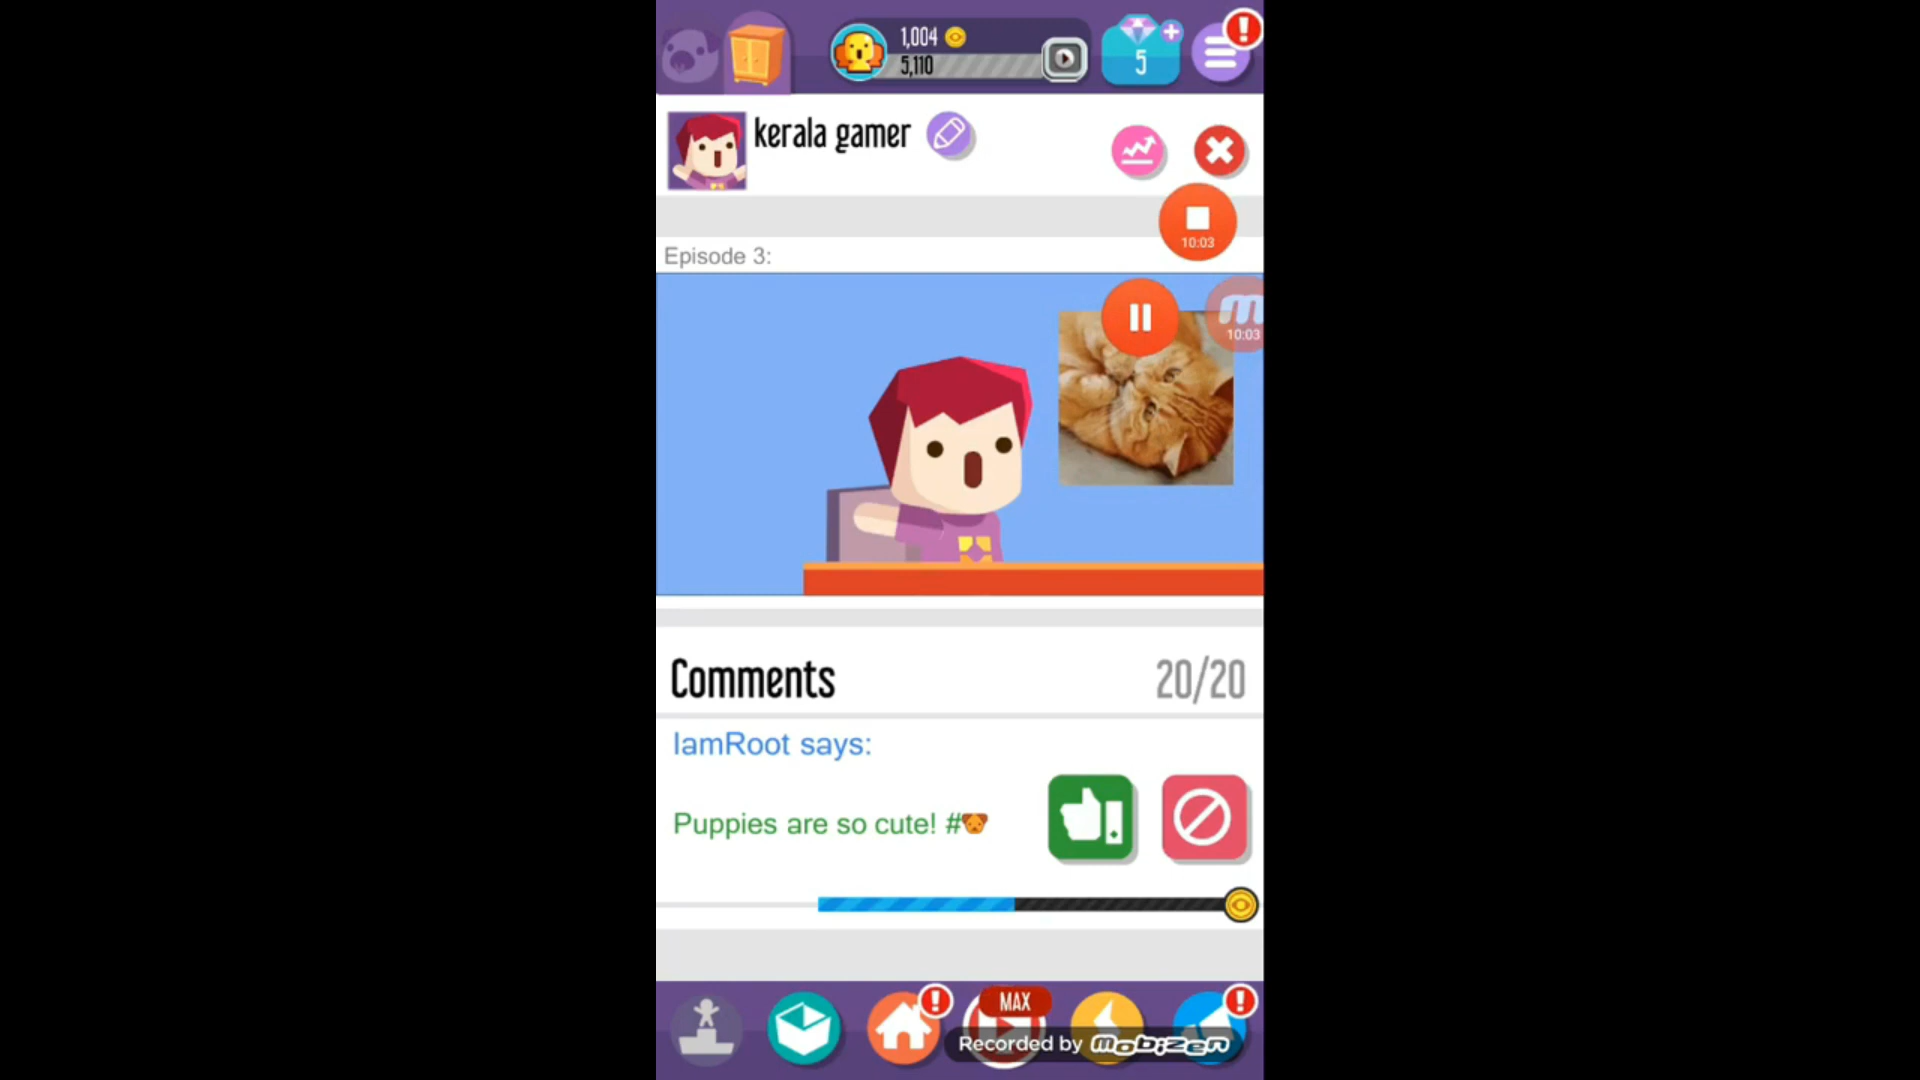 1,004
5,110
5
kerala gamer
10:03
Episode 3:
10:03
Comments
20/20
IamRoot says:
Puppies are so cute! #🐶
MAX
Recorded by mobizen